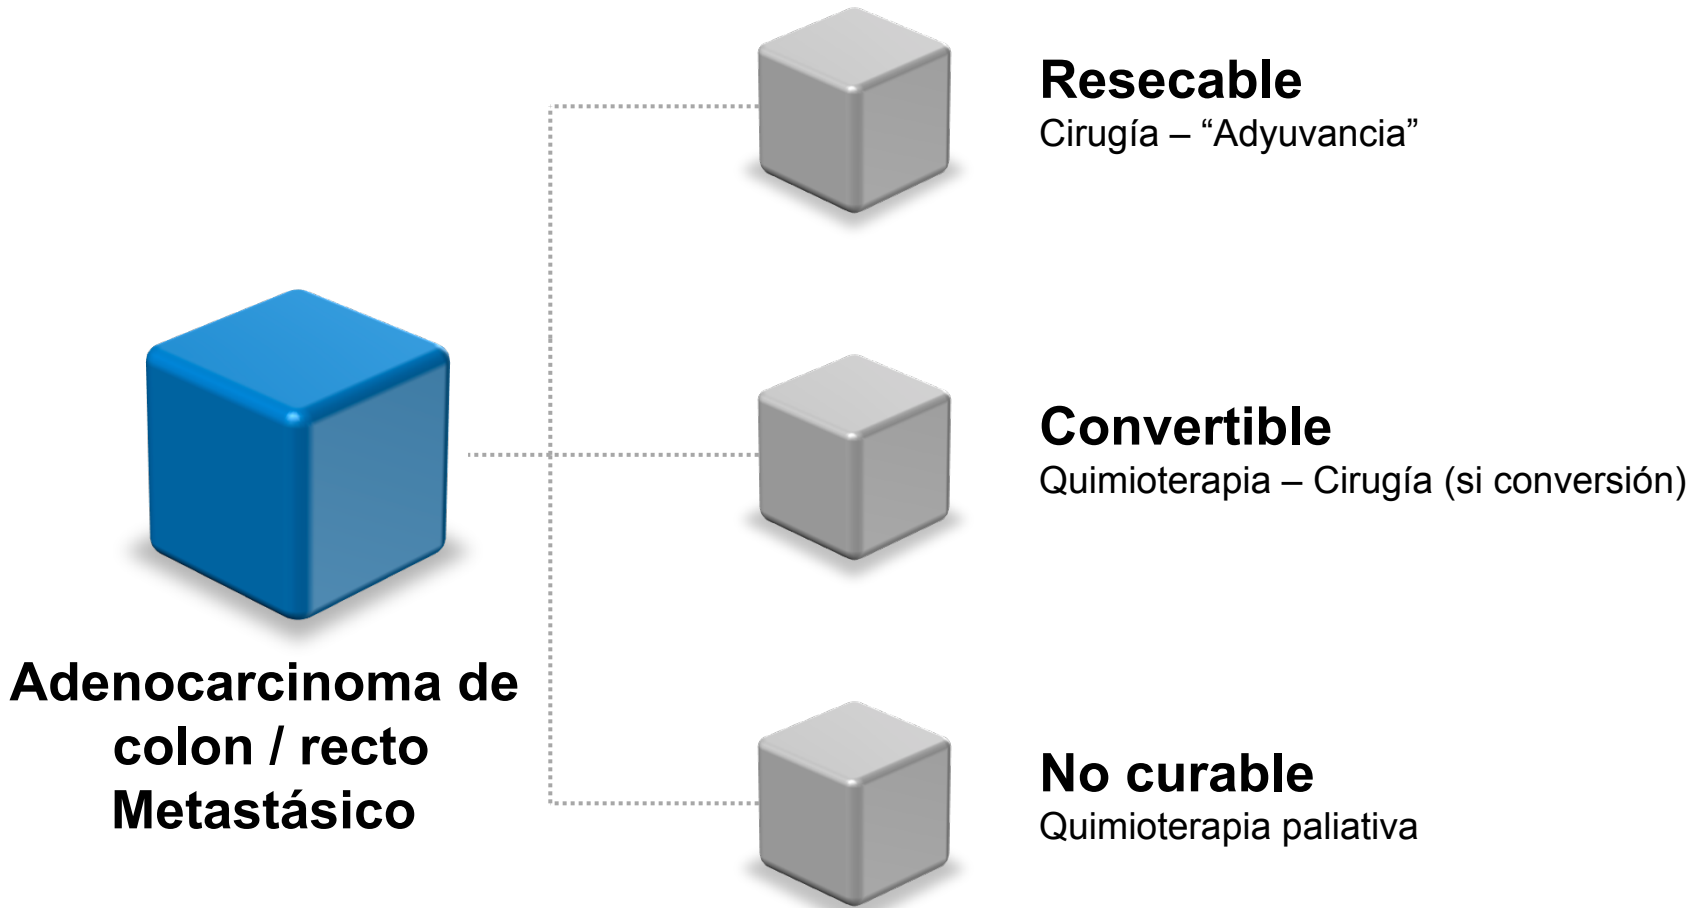 Resecable
Cirugía – “Adyuvancia”
Convertible
Quimioterapia – Cirugía (si conversión)
Adenocarcinoma de
colon / recto
Metastásico
No curable
Quimioterapia paliativa